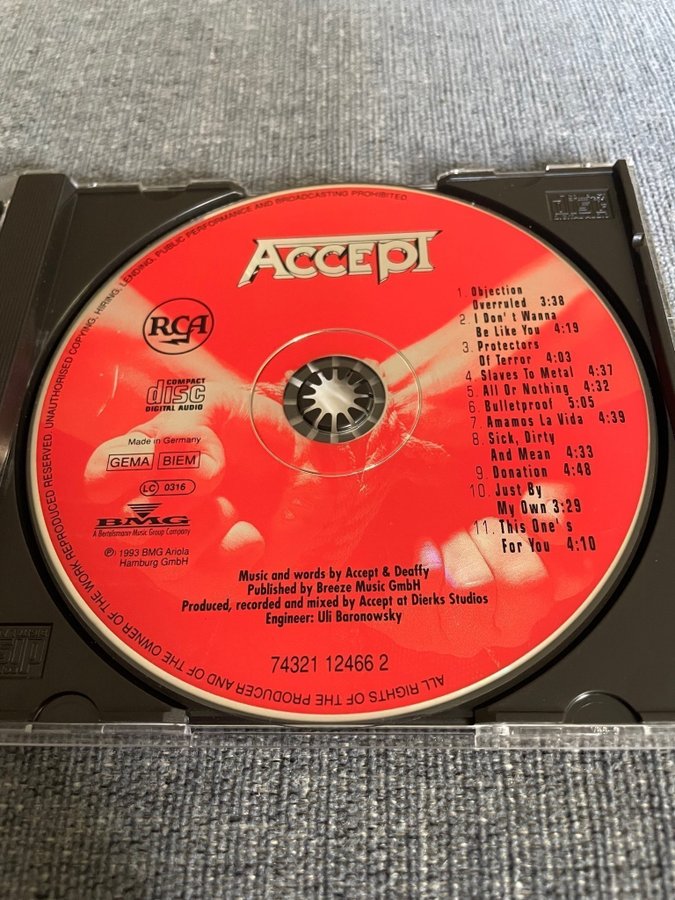 ACCEPT
RCA
COMPACT
disc
DIGITAL AUDIO
Made in Germany
GEMA BIEM
LC 0316
BMG
A Bertelsmann Music Group Company
℗ 1993 BMG Ariola
Hamburg GmbH
1. Objection
Overruled 3:38
2. I Don't Wanna
Be Like You 4:19
3. Protectors
Of Terror 4:03
4. Slaves To Metal 4:37
5. All Or Nothing 4:32
6. Bulletproof 5:05
7. Amamos La Vida 4:39
8. Sick, Dirty
And Mean 4:33
9. Donation 4:48
10. Just By
My Own 3:29
11. This One's
For You 4:10
Music and words by Accept & Deaffy
Published by Breeze Music GmbH
Produced, recorded and mixed by Accept at Dierks Studios
Engineer: Uli Baronowsky
74321 12466 2
ALL RIGHTS OF THE PRODUCER AND OF THE OWNER OF THE WORK REPRODUCED RESERVED. UNAUTHORISED COPYING, HIRING, LENDING, PUBLIC PERFORMANCE AND BROADCASTING PROHIBITED